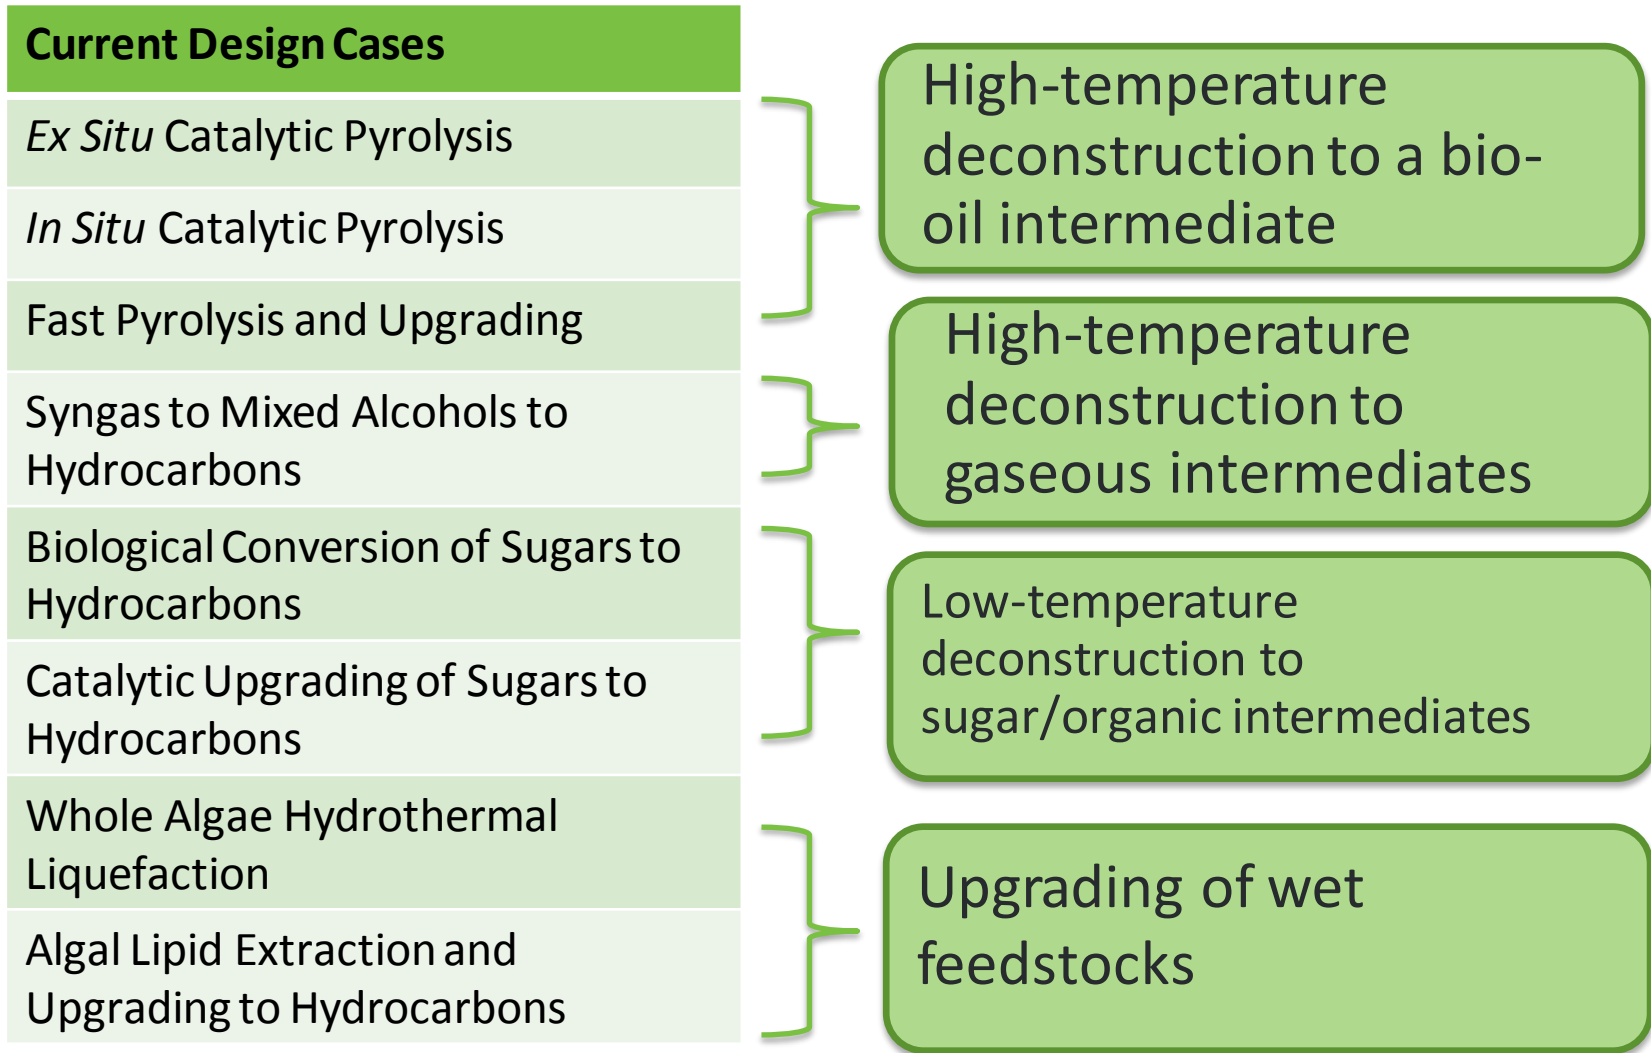 Current Design Cases
Ex Situ Catalytic Pyrolysis
In Situ Catalytic Pyrolysis
Fast Pyrolysis and Upgrading
Syngas to Mixed Alcohols to
Hydrocarbons
Biological Conversion of Sugars to
Hydrocarbons
Catalytic Upgrading of Sugars to
Hydrocarbons
Whole Algae Hydrothermal
Liquefaction
Algal Lipid Extraction and
Upgrading to Hydrocarbons
High-temperature
deconstruction to a bio-
oil intermediate
High-temperature
deconstruction to
gaseous intermediates
Low-temperature
deconstruction to
sugar/organic intermediates
Upgrading of wet
feedstocks